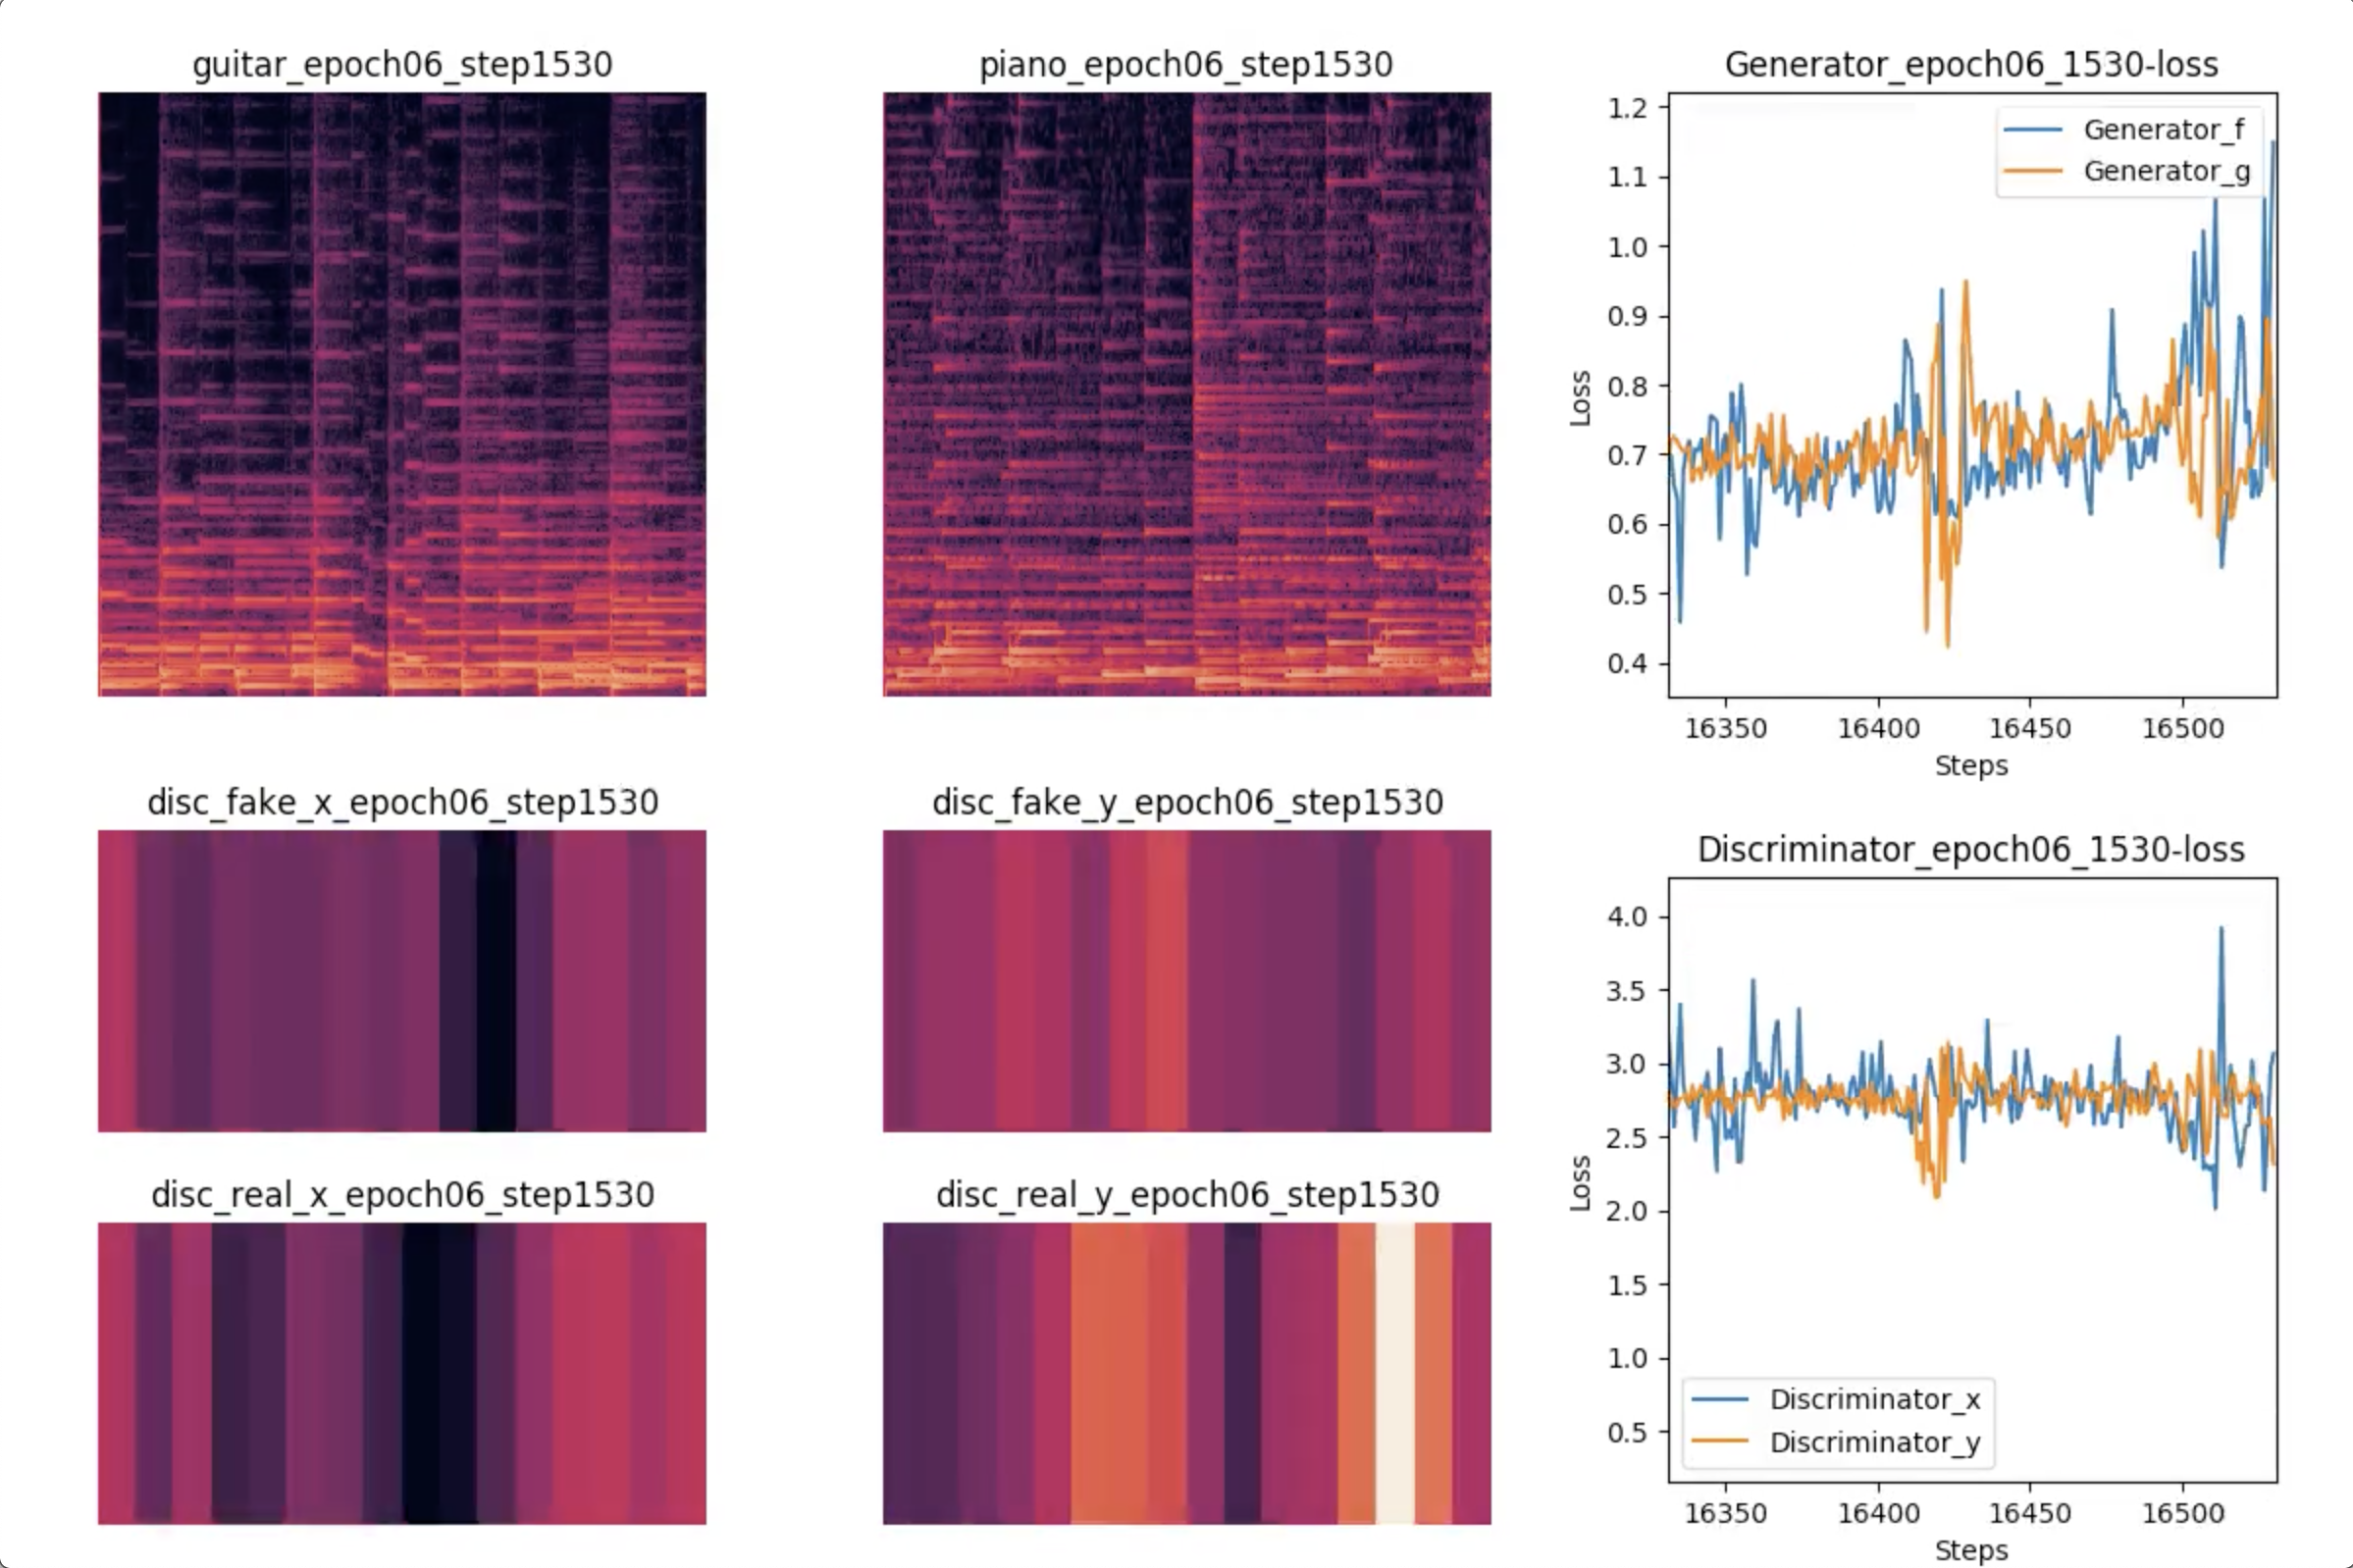 guitar_epoch06_step1530
piano_epoch06_step1530
Generator_epoch06_1530-loss
1.2
1.1
1.0
0.9
0.8
0.7
0.6
0.5
0.4
Loss
Generator_f
Generator_g
16350 16400 16450 16500
Steps
disc_fake_x_epoch06_step1530
disc_fake_y_epoch06_step1530
Discriminator_epoch06_1530-loss
4.0
3.5
3.0
2.5
2.0
1.5
1.0
0.5
Loss
Discriminator_x
Discriminator_y
16350 16400 16450 16500
Steps
disc_real_x_epoch06_step1530
disc_real_y_epoch06_step1530